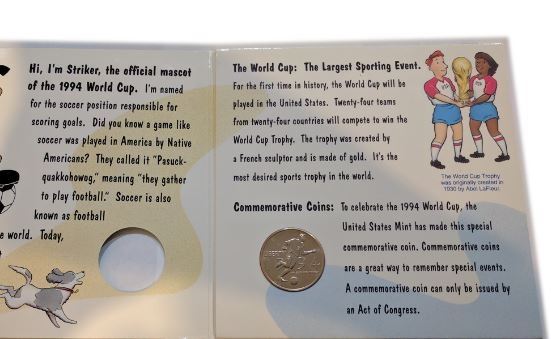 Hi, I'm Striker, the official mascot
of the 1994 World Cup. I'm named
for the soccer position responsible for
scoring goals. Did you know a game like
soccer was played in America by Native
Americans? They called it "Pasuck-
quakkohowog," meaning "they gather
to play football." Soccer is also
known as football
e world. Today,
The World Cup: The Largest Sporting Event.
For the first time in history, the World Cup will be
played in the United States. Twenty-four teams
from twenty-four countries will compete to win the
World Cup Trophy. The trophy was created by
a French sculptor and is made of gold. It's the
most desired sports trophy in the world.
The World Cup Trophy
was originally created in
1930 by Abel LaFleur.
Commemorative Coins: To celebrate the 1994 World Cup, the
United States Mint has made this special
commemorative coin. Commemorative coins
are a great way to remember special events.
A commemorative coin can only be issued by
an Act of Congress.